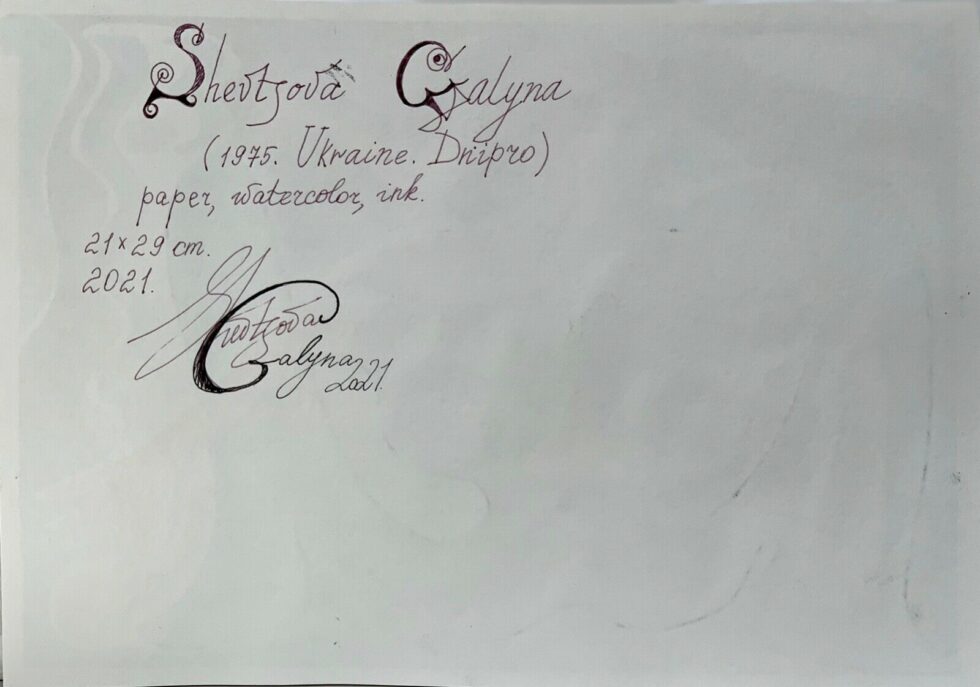 Shevtsova Galyna
(1975. Ukraine. Dnipro)
paper, watercolor, ink.
21×29 cm.
2021.
Shevtsova
Galyna
2021.